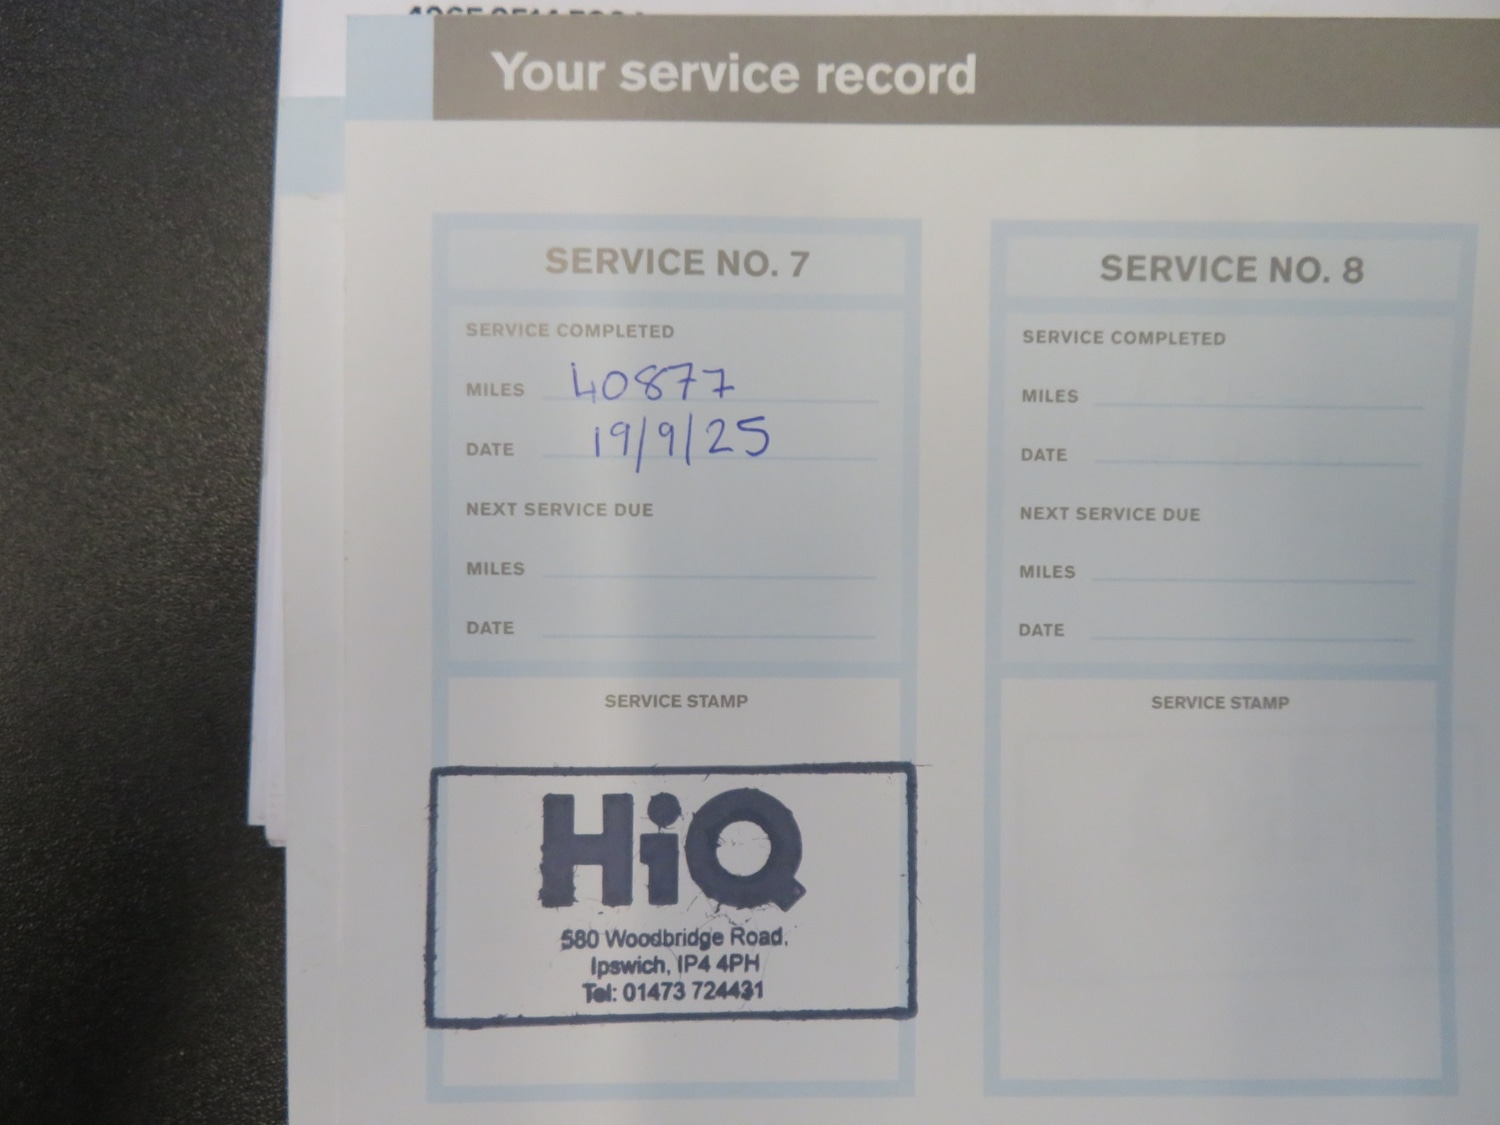 Your service record
SERVICE NO. 7
SERVICE COMPLETED
MILES 40877
DATE 19/9/25
NEXT SERVICE DUE
MILES
DATE
SERVICE STAMP
HiQ
580 Woodbridge Road,
Ipswich, IP4 4PH
Tel: 01473 724431
SERVICE NO. 8
SERVICE COMPLETED
MILES
DATE
NEXT SERVICE DUE
MILES
DATE
SERVICE STAMP